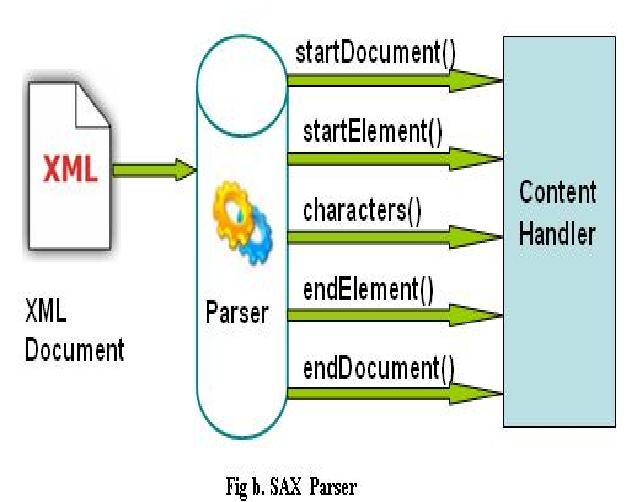 startDocument()
XML
startElement()
characters()
Content
Handler
endElement()
Parser
XML
Document
endDocument()
Fig b. SAX Parser